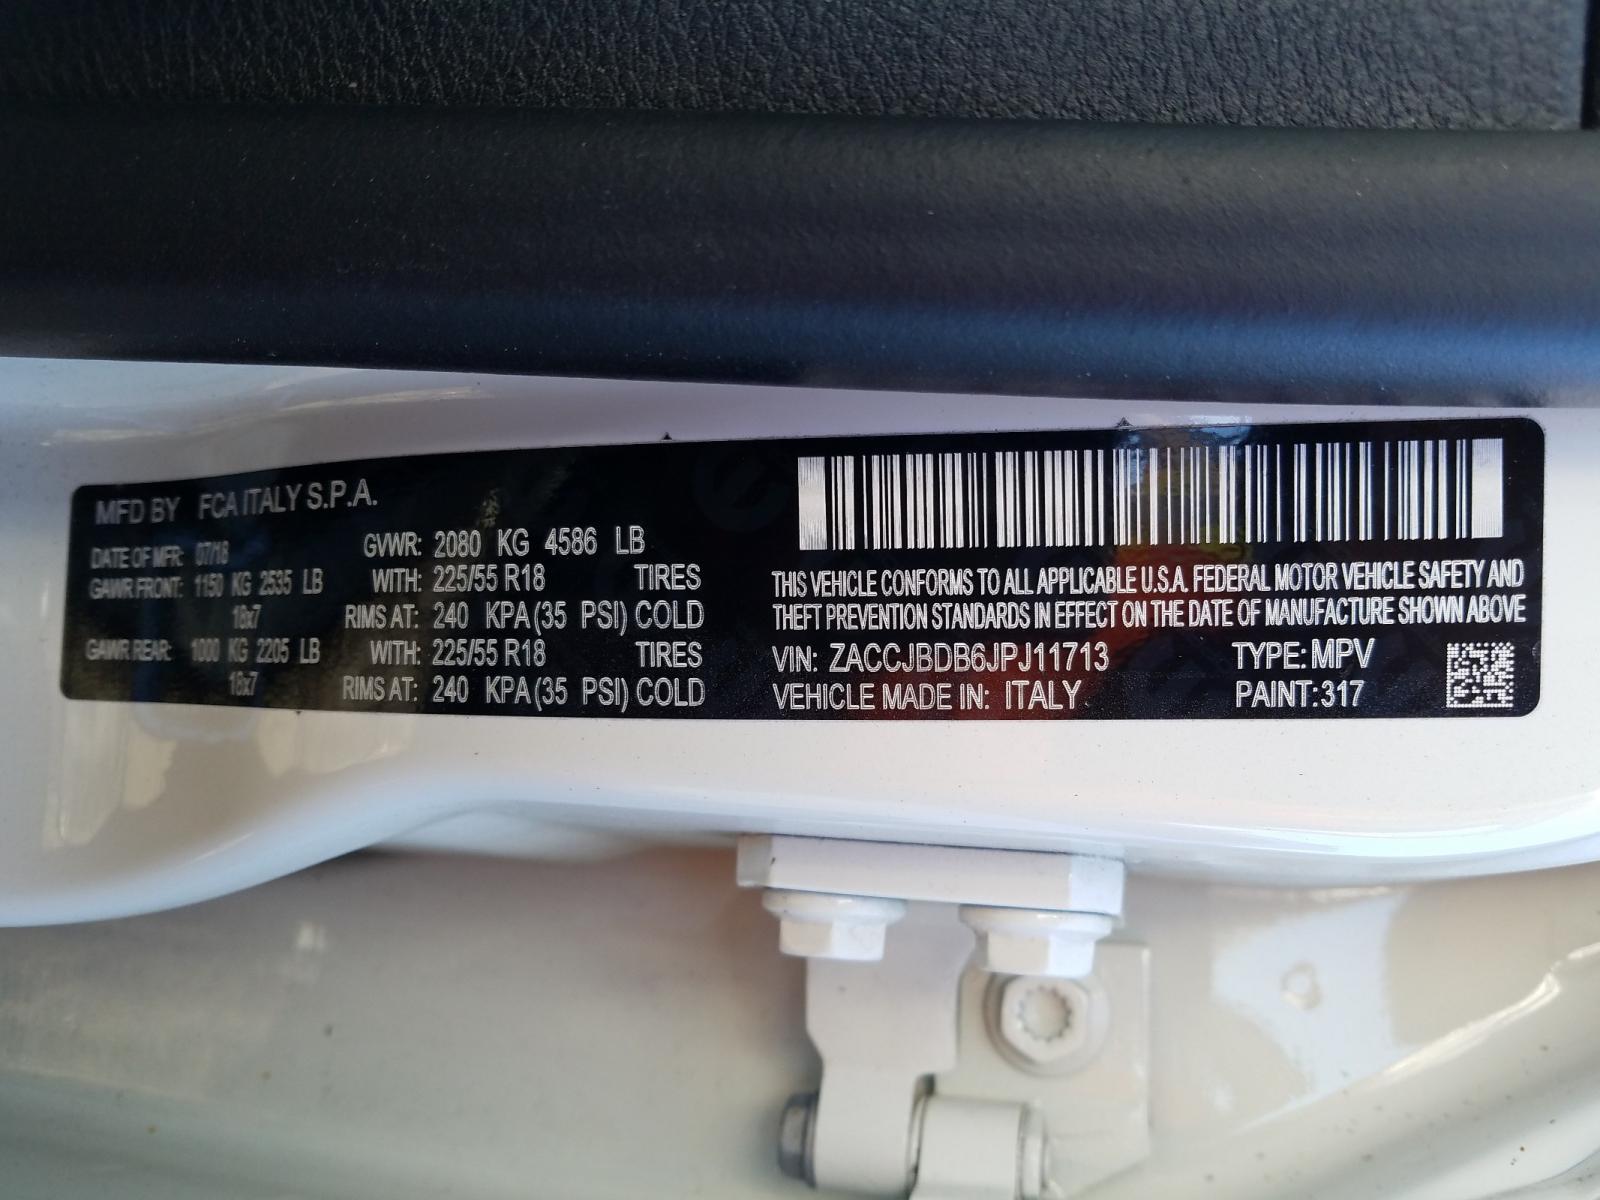 MFD BY FCA ITALY S.P.A.
DATE OF MFR: 07/18 GVWR: 2080 KG 4586 LB
GAWR FRONT: 1150 KG 2535 LB WITH: 225/55 R18 TIRES
18x7 RIMS AT: 240 KPA(35 PSI) COLD
GAWR REAR: 1000 KG 2205 LB WITH: 225/55 R18 TIRES
18x7 RIMS AT: 240 KPA(35 PSI) COLD
THIS VEHICLE CONFORMS TO ALL APPLICABLE U.S.A. FEDERAL MOTOR VEHICLE SAFETY AND
THEFT PREVENTION STANDARDS IN EFFECT ON THE DATE OF MANUFACTURE SHOWN ABOVE
VIN: ZACCJBDB6JPJ11713 TYPE: MPV
VEHICLE MADE IN: ITALY PAINT: 317